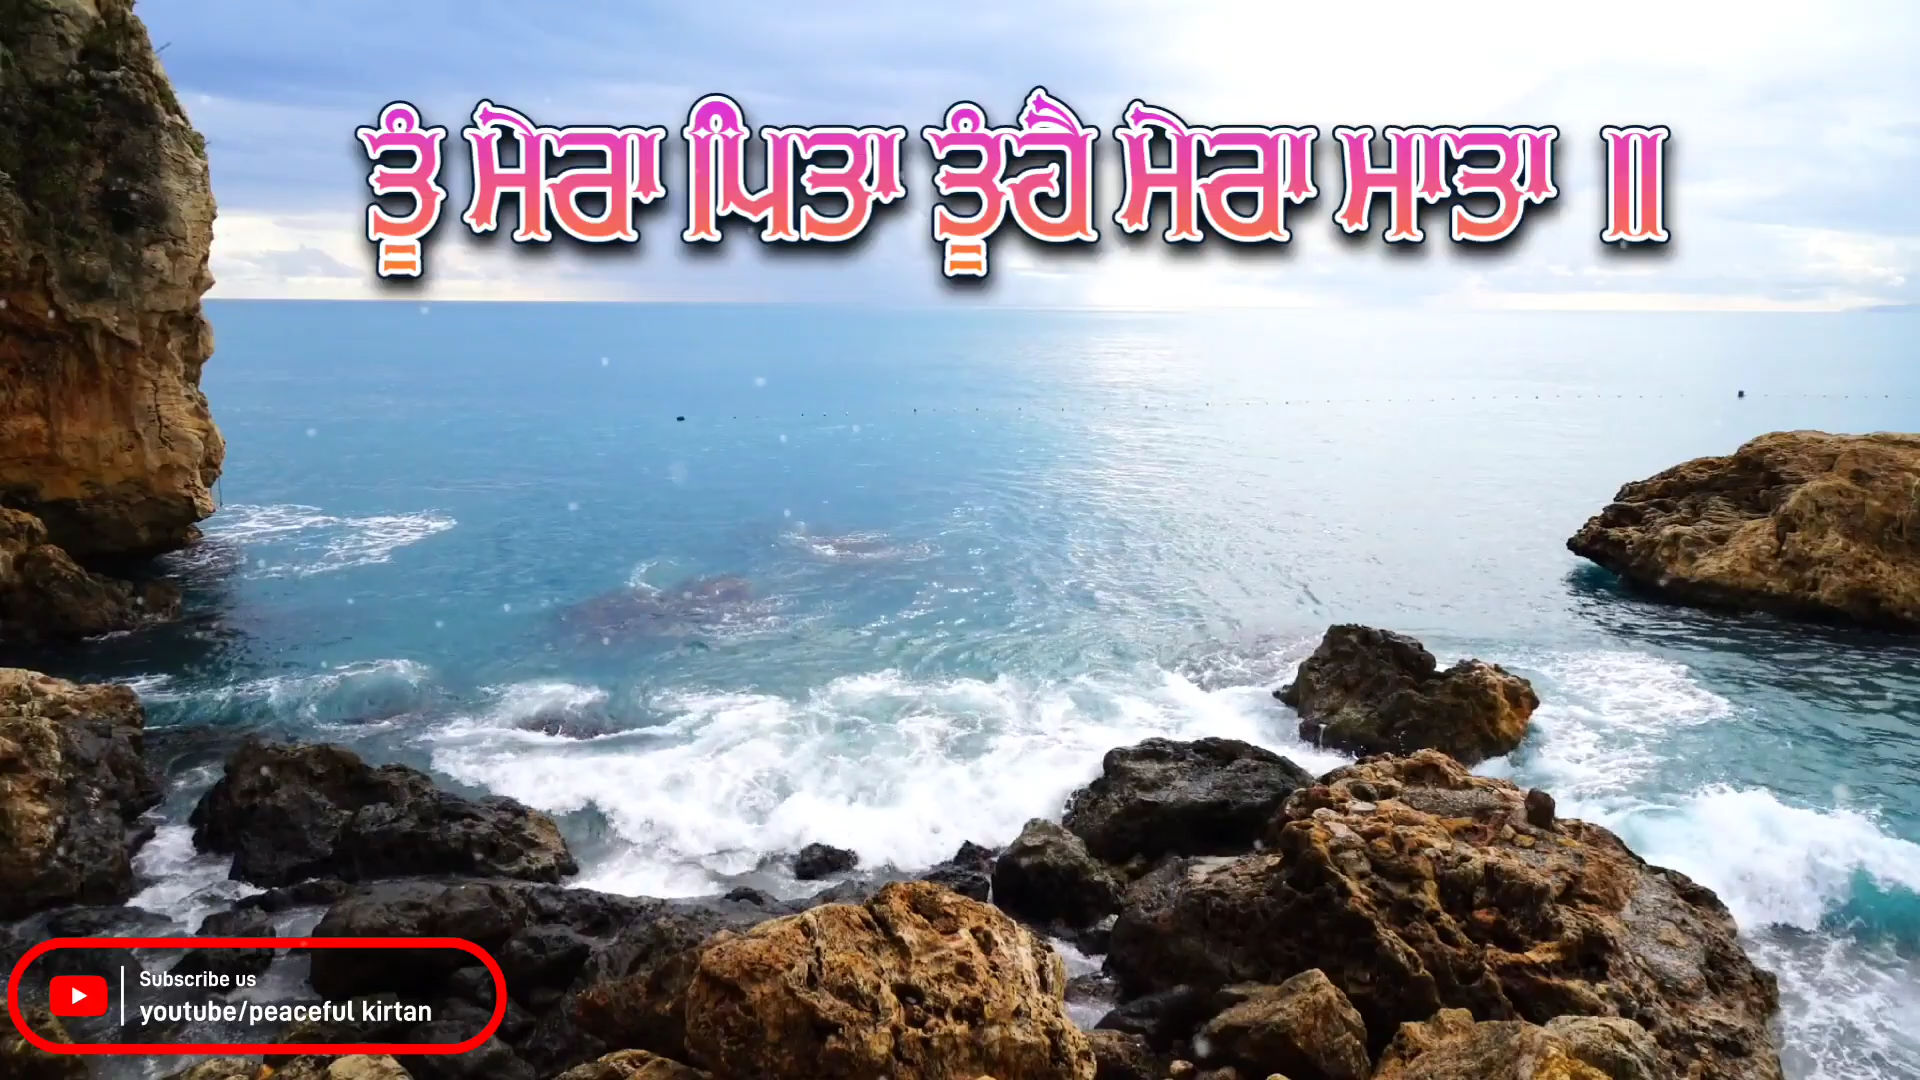 ਤੂੰ ਮੇਰਾ ਪਿਤਾ ਤੂੰਹੈ ਮੇਰਾ ਮਾਤਾ ॥
Subscribe us
youtube/peaceful kirtan